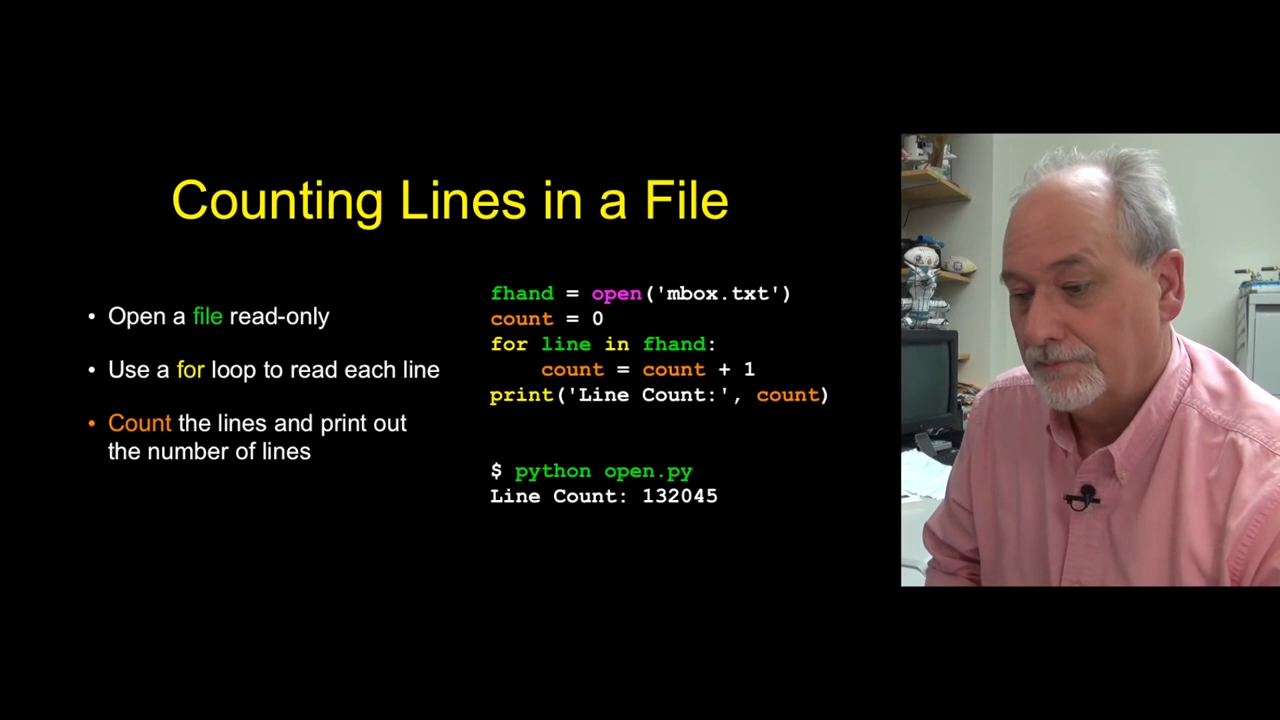 Counting Lines in a File
• Open a file read-only
• Use a for loop to read each line
• Count the lines and print out
the number of lines
fhand = open('mbox.txt')
count = 0
for line in fhand:
    count = count + 1
print('Line Count:', count)
$ python open.py
Line Count: 132045